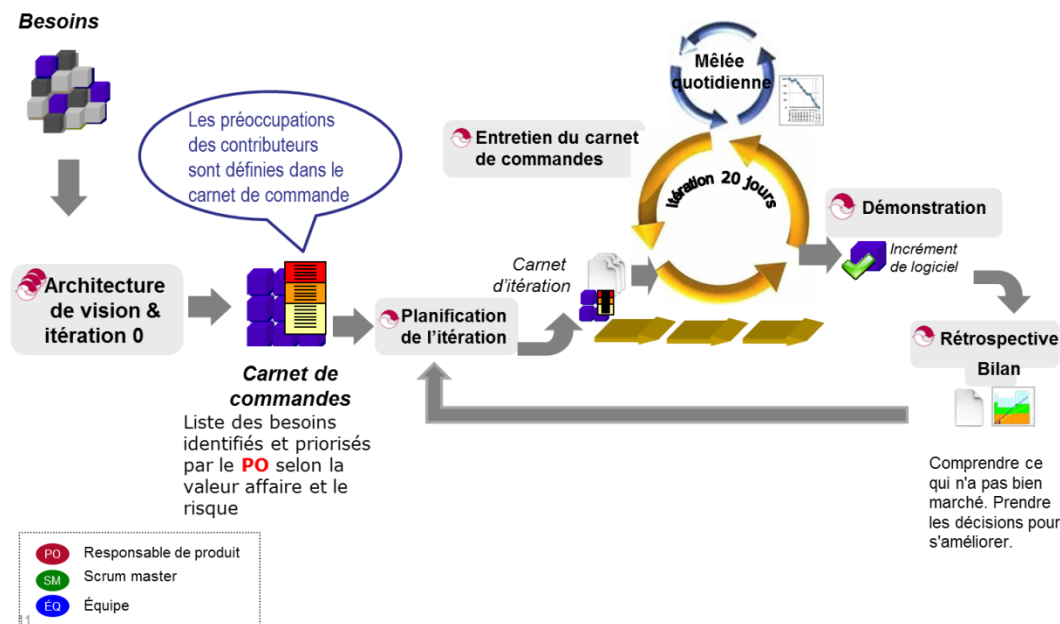 Besoins
Les préoccupations
des contributeurs
sont définies dans le
carnet de commande
Mêlée
quotidienne
Entretien du carnet
de commandes
Itération 20 jours
Démonstration
Incrément
de logiciel
Architecture
de vision &
itération 0
Carnet
d'itération
Planification
de l'itération
Rétrospective
Bilan
Carnet de
commandes
Liste des besoins
identifiés et priorisés
par le PO selon la
valeur affaire et le
risque
Comprendre ce
qui n'a pas bien
marché. Prendre
les décisions pour
s'améliorer.
PO Responsable de produit
SM Scrum master
ÉQ Équipe